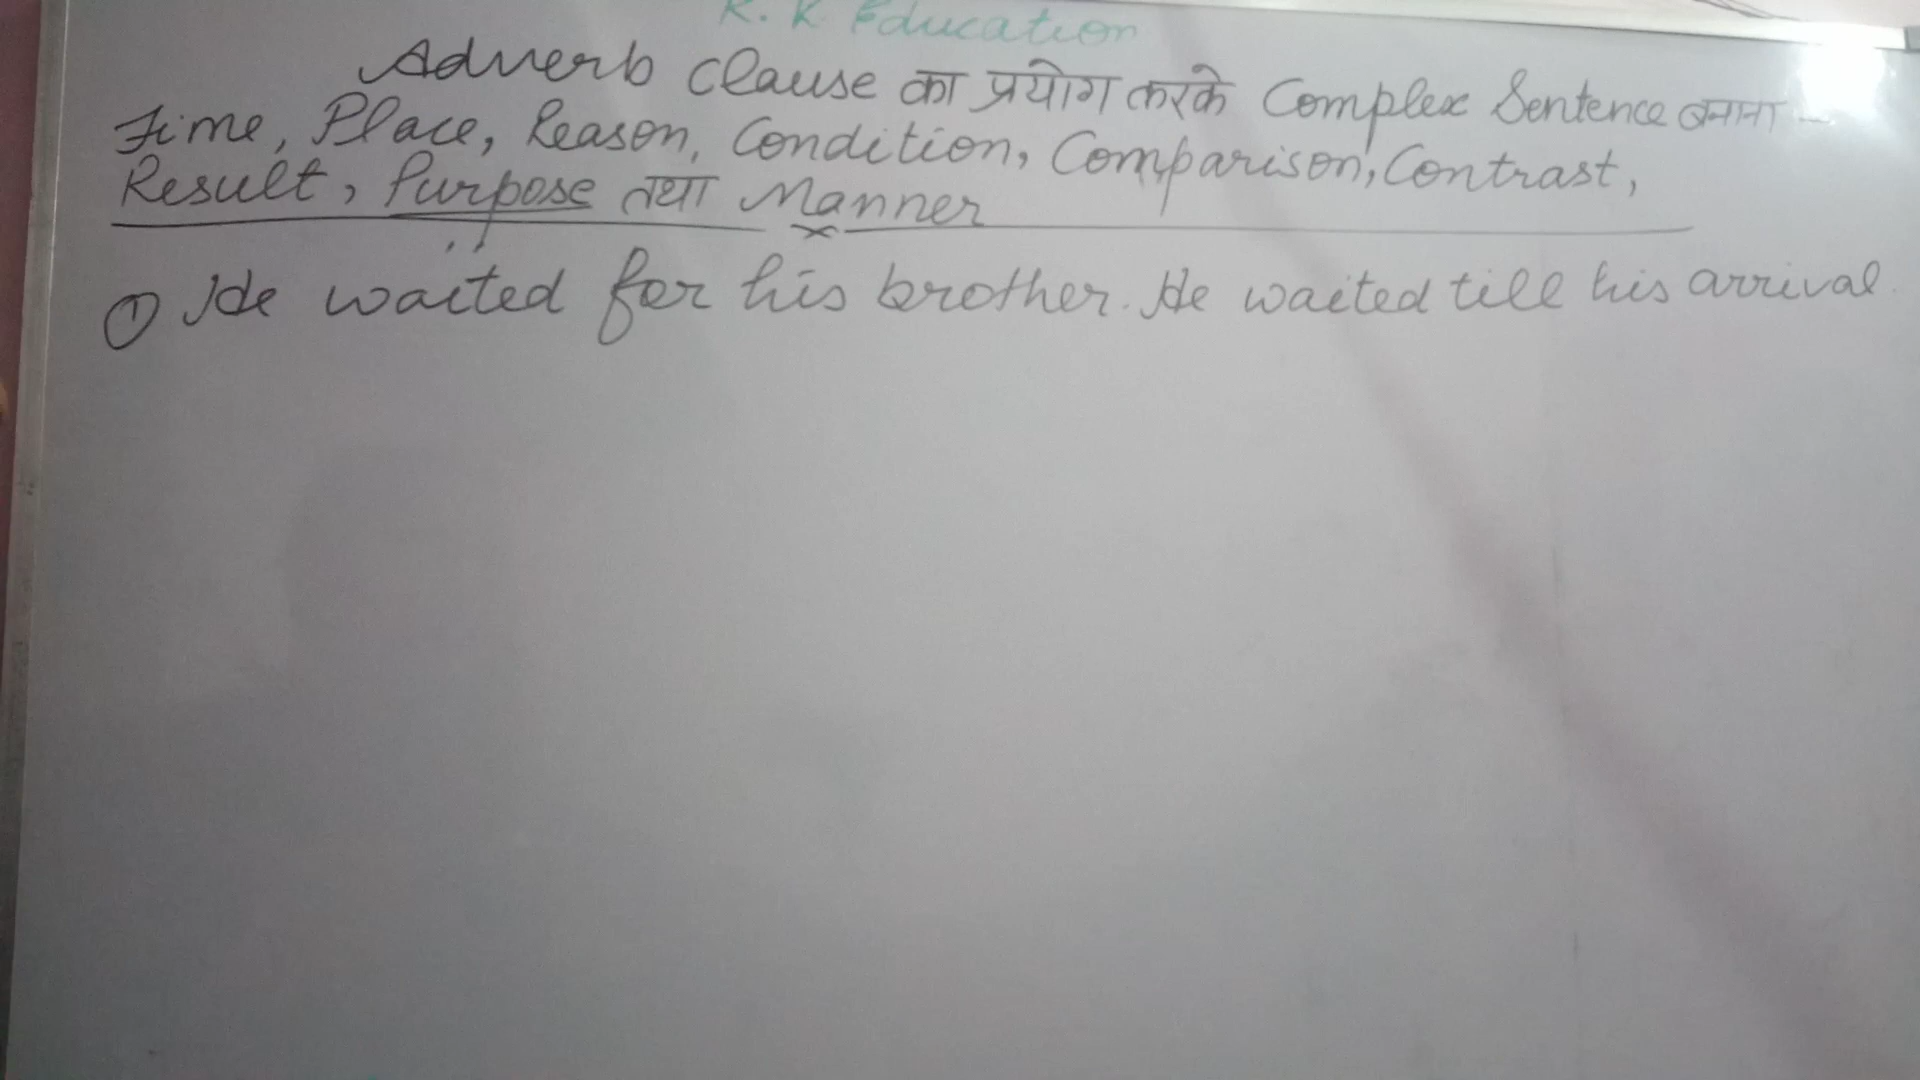 R. K Education
Adverb Clause का प्रयोग करके Complex Sentence बनाना -
Time, Place, Reason, Condition, Comparison, Contrast,
Result, Purpose तथा Manner
① He waited for his brother. He waited till his arrival.